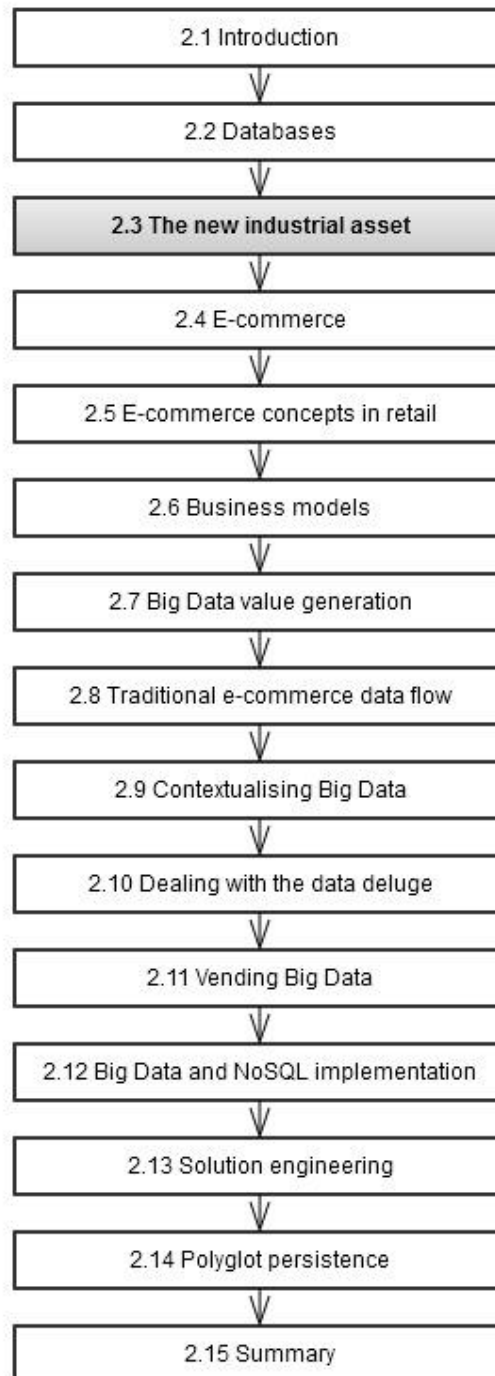 2.1 Introduction
2.2 Databases
2.3 The new industrial asset
2.4 E-commerce
2.5 E-commerce concepts in retail
2.6 Business models
2.7 Big Data value generation
2.8 Traditional e-commerce data flow
2.9 Contextualising Big Data
2.10 Dealing with the data deluge
2.11 Vending Big Data
2.12 Big Data and NoSQL implementation
2.13 Solution engineering
2.14 Polyglot persistence
2.15 Summary